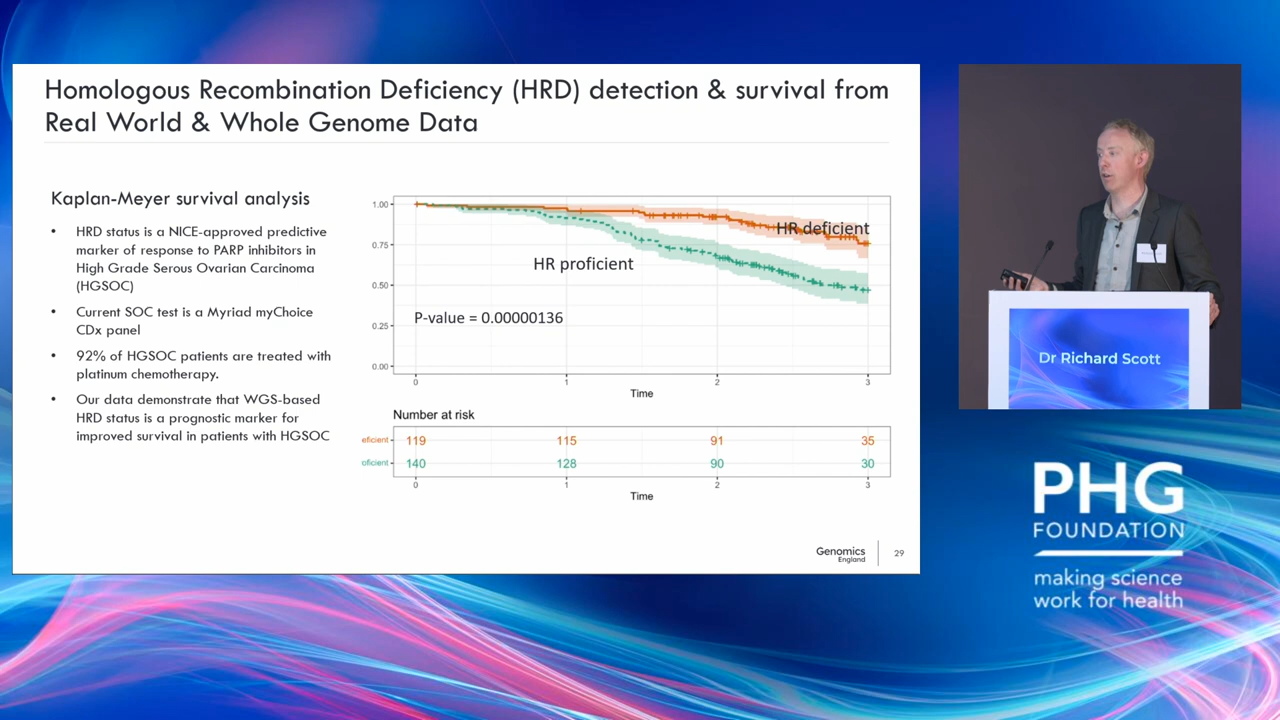 Homologous Recombination Deficiency (HRD) detection & survival from
Real World & Whole Genome Data
Kaplan-Meyer survival analysis
• HRD status is a NICE-approved predictive
marker of response to PARP inhibitors in
High Grade Serous Ovarian Carcinoma
(HGSOC)
• Current SOC test is a Myriad myChoice
CDx panel
• 92% of HGSOC patients are treated with
platinum chemotherapy.
• Our data demonstrate that WGS-based
HRD status is a prognostic marker for
improved survival in patients with HGSOC
1.00
0.75
0.50
0.25
0.00
HR deficient
HR proficient
P-value = 0.00000136
0 1 2 3
Time
Number at risk
eficient 119 115 91 35
oficient 140 128 90 30
0 1 2 3
Time
Genomics
England
29
Dr Richard Scott
PHG
FOUNDATION
making science
work for health